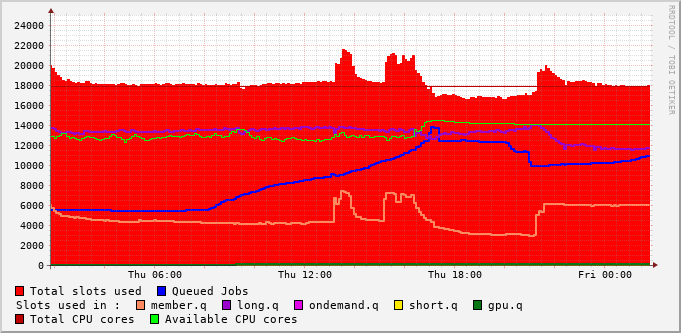 RRDTOOL / TOBI OETIKER
24000
22000
20000
18000
16000
14000
12000
10000
8000
6000
4000
2000
0
Thu 06:00 Thu 12:00 Thu 18:00 Fri 00:00
Total slots used Queued Jobs
Slots used in : member.q long.q ondemand.q short.q gpu.q
Total CPU cores Available CPU cores